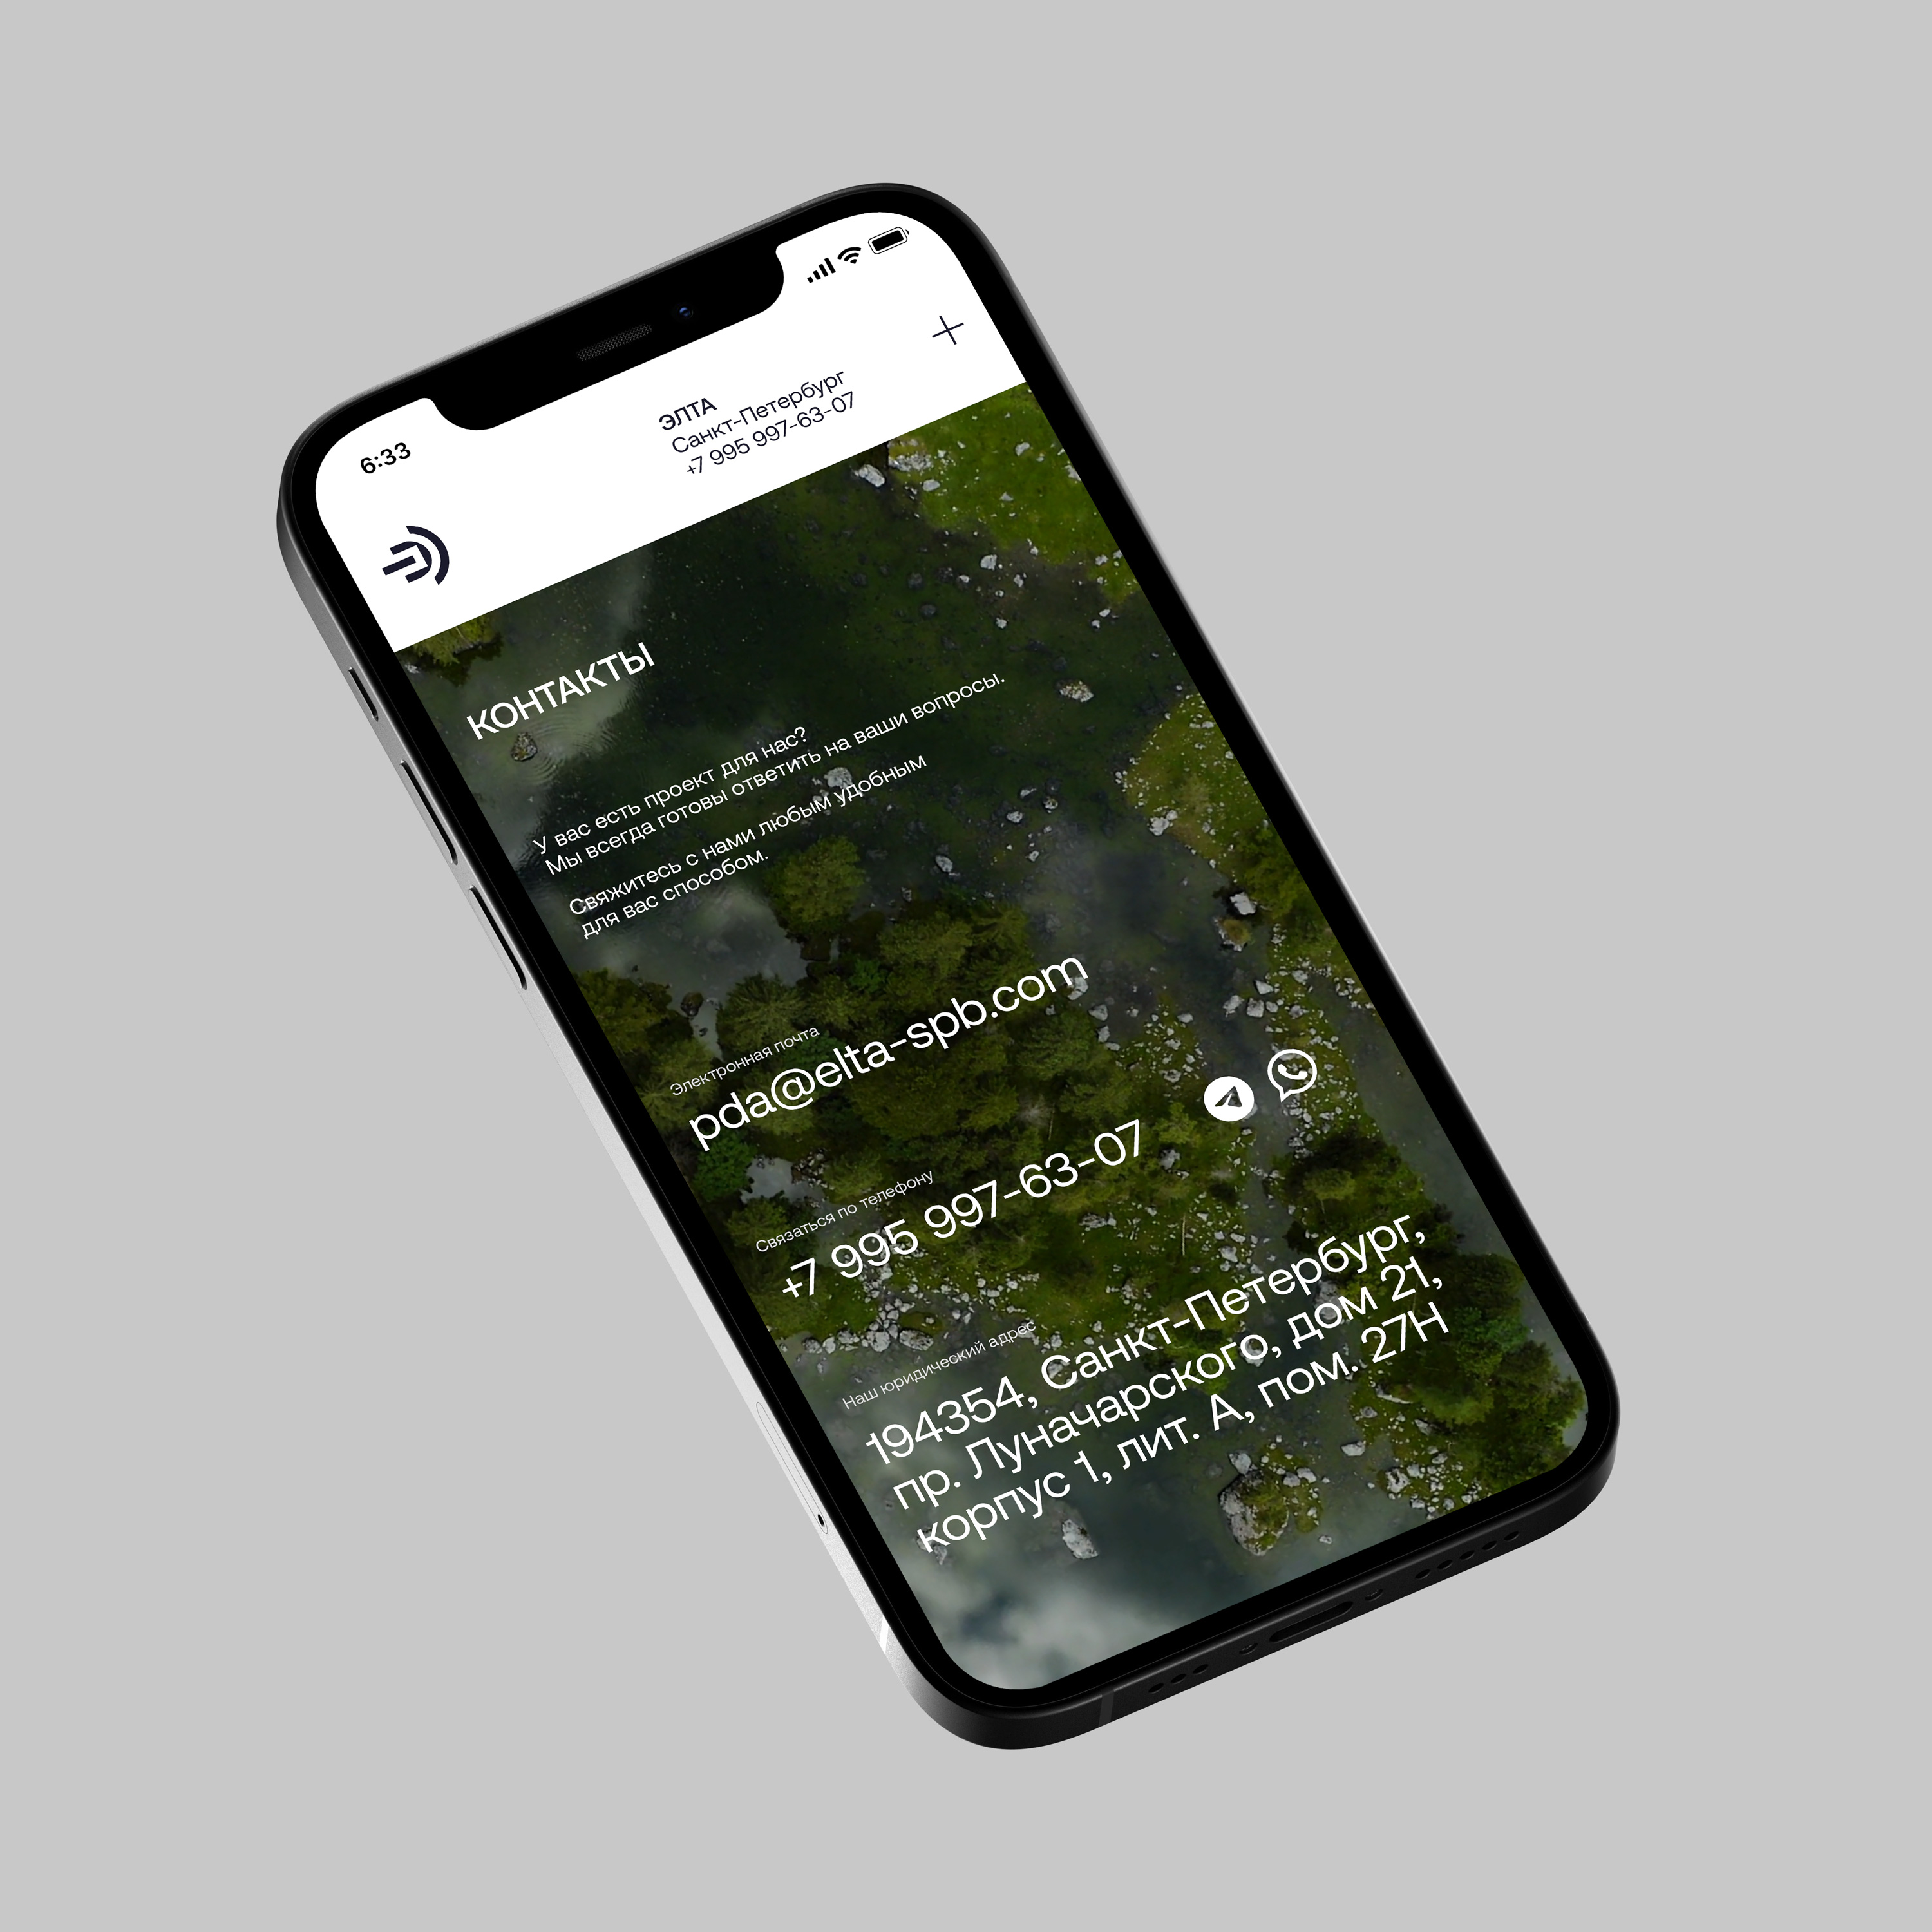 6:33
ЭЛТА
Санкт-Петербург
+7 995 997-63-07
КОНТАКТЫ
У вас есть проект для нас?
Мы всегда готовы ответить на ваши вопросы.
Свяжитесь с нами любым удобным
для вас способом.
Электронная почта
pda@elta-spb.com
Связаться по телефону
+7 995 997-63-07
Наш юридический адрес
194354, Санкт-Петербург,
пр. Луначарского, дом 21,
корпус 1, лит. А, пом. 27Н